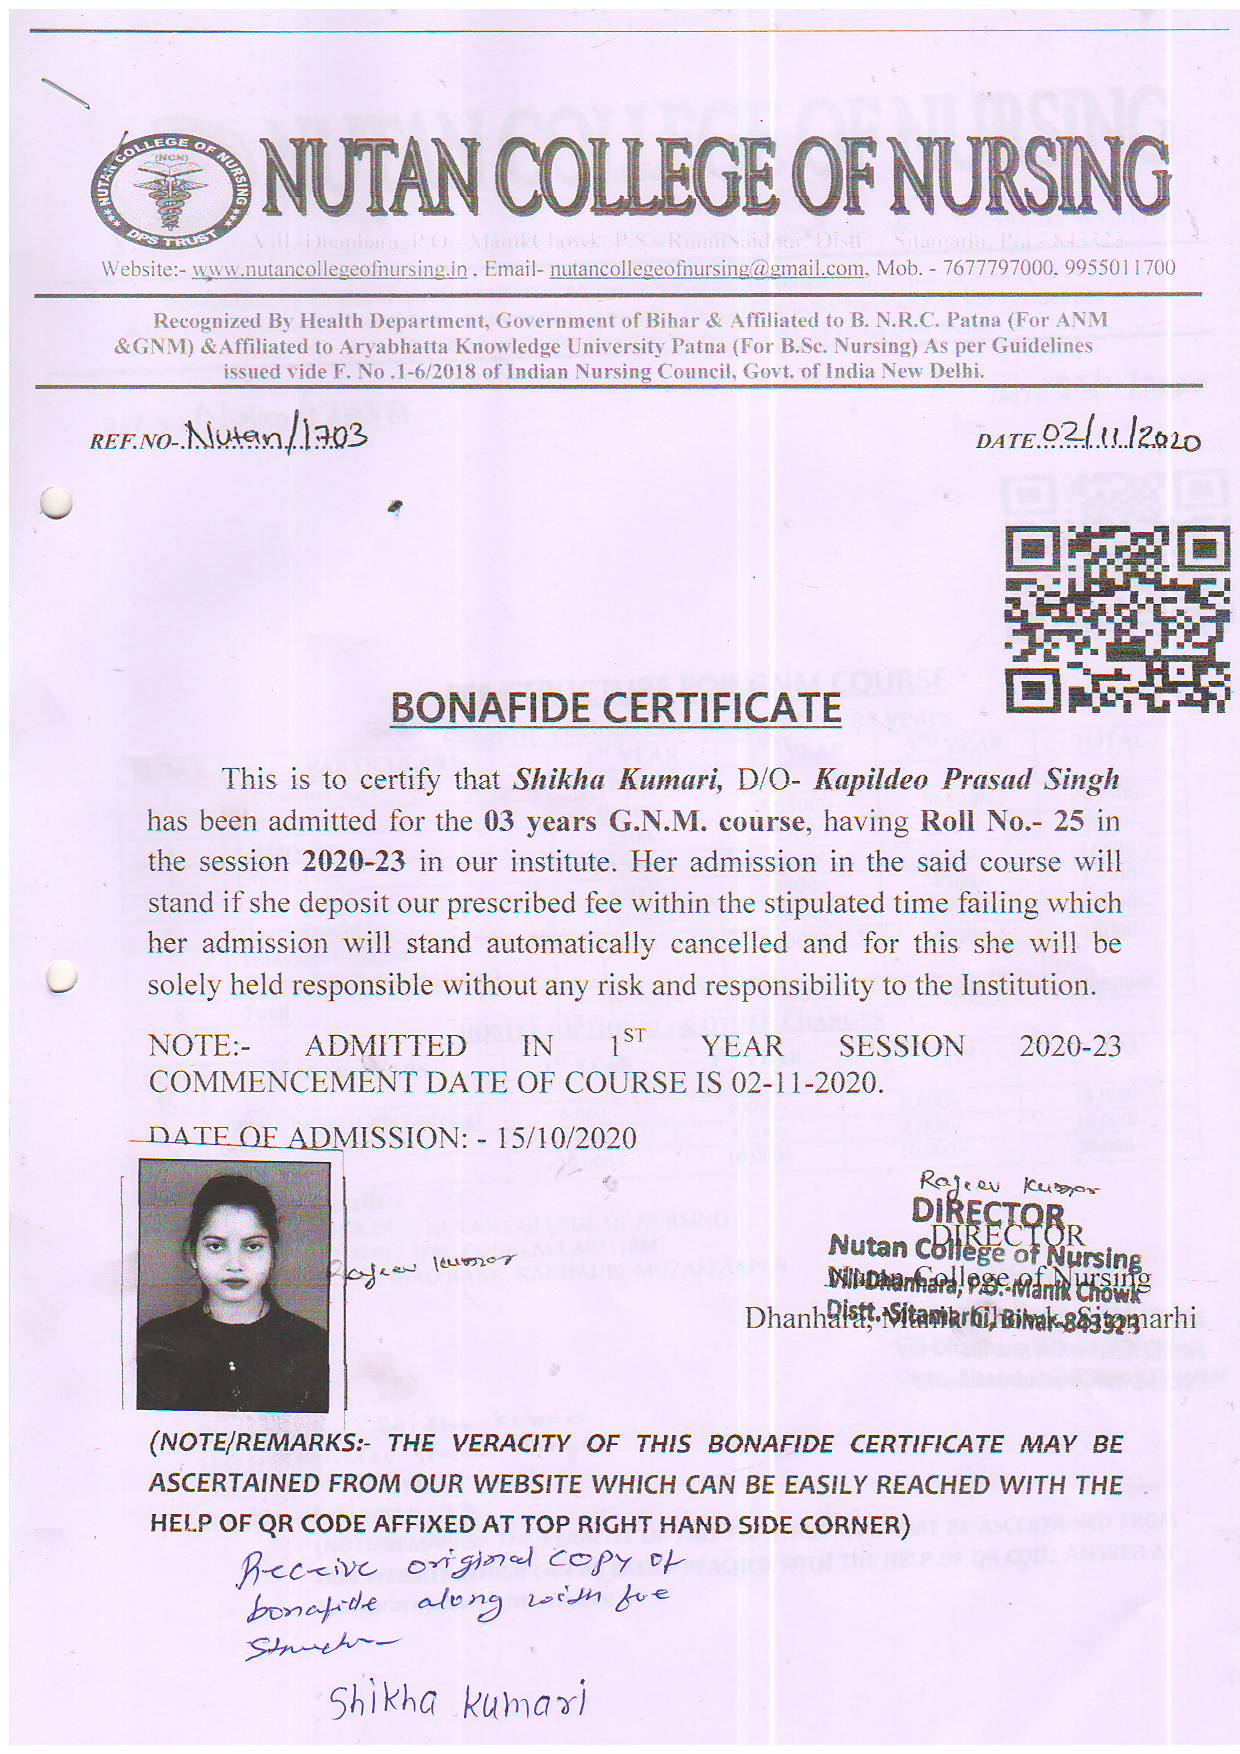 NUTAN COLLEGE OF NURSING
NUTAN COLLEGE OF NURSING
(NCN)
DPS TRUST
Vill.-Dhanhara, P.O.- ManikChowk, P.S - RunniSaidpur, Distt - Sitamarhi, Pin - 843323
Website:- www.nutancollegeofnursing.in . Email- nutancollegeofnursing@gmail.com, Mob. - 7677797000, 9955011700
Recognized By Health Department, Government of Bihar & Affiliated to B. N.R.C. Patna (For ANM
&GNM) &Affiliated to Aryabhatta Knowledge University Patna (For B.Sc. Nursing) As per Guidelines
issued vide F. No .1-6/2018 of Indian Nursing Council, Govt. of India New Delhi.
REF.NO-.Nutan/1703 DATE.02/11/2020
BONAFIDE CERTIFICATE
This is to certify that Shikha Kumari, D/O- Kapildeo Prasad Singh
has been admitted for the 03 years G.N.M. course, having Roll No.- 25 in
the session 2020-23 in our institute. Her admission in the said course will
stand if she deposit our prescribed fee within the stipulated time failing which
her admission will stand automatically cancelled and for this she will be
solely held responsible without any risk and responsibility to the Institution.
NOTE:- ADMITTED IN 1ST YEAR SESSION 2020-23
COMMENCEMENT DATE OF COURSE IS 02-11-2020.
DATE OF ADMISSION: - 15/10/2020
Rajeev Kumar
DIRECTOR
DIRECTOR
Nutan College of Nursing
Rajeev Kumar
Nutan College of Nursing
Vill-Dhanhara, P.O.-Manik Chowk
Dhanhara, Manik Chowk, Sitamarhi
Distt.-Sitamarhi, Bihar-843323
(NOTE/REMARKS:- THE VERACITY OF THIS BONAFIDE CERTIFICATE MAY BE
ASCERTAINED FROM OUR WEBSITE WHICH CAN BE EASILY REACHED WITH THE
HELP OF QR CODE AFFIXED AT TOP RIGHT HAND SIDE CORNER)
Receive original copy of
bonafide along with fee
Shikha Kumari